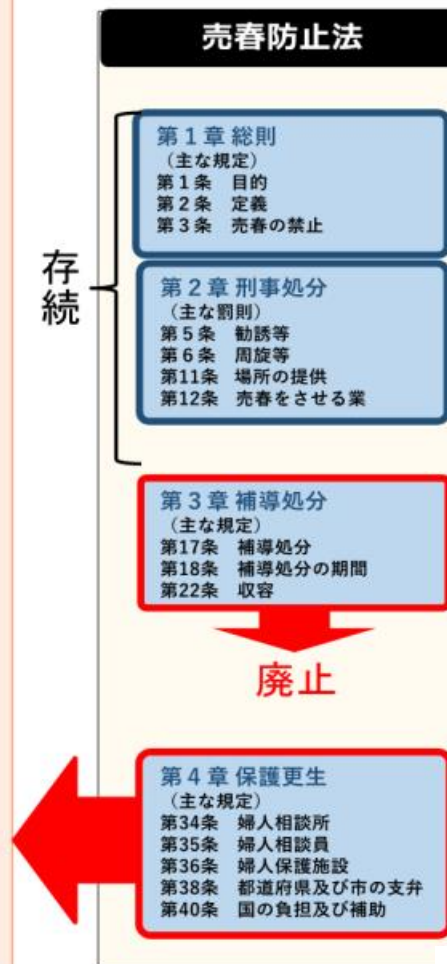 売春防止法
第1章 総則
（主な規定）
第1条 目的
第2条 定義
第3条 売春の禁止
存続
第2章 刑事処分
（主な罰則）
第5条 勧誘等
第6条 周旋等
第11条 場所の提供
第12条 売春をさせる業
第3章 補導処分
（主な規定）
第17条 補導処分
第18条 補導処分の期間
第22条 収容
廃止
第4章 保護更生
（主な規定）
第34条 婦人相談所
第35条 婦人相談員
第36条 婦人保護施設
第38条 都道府県及び市の支弁
第40条 国の負担及び補助